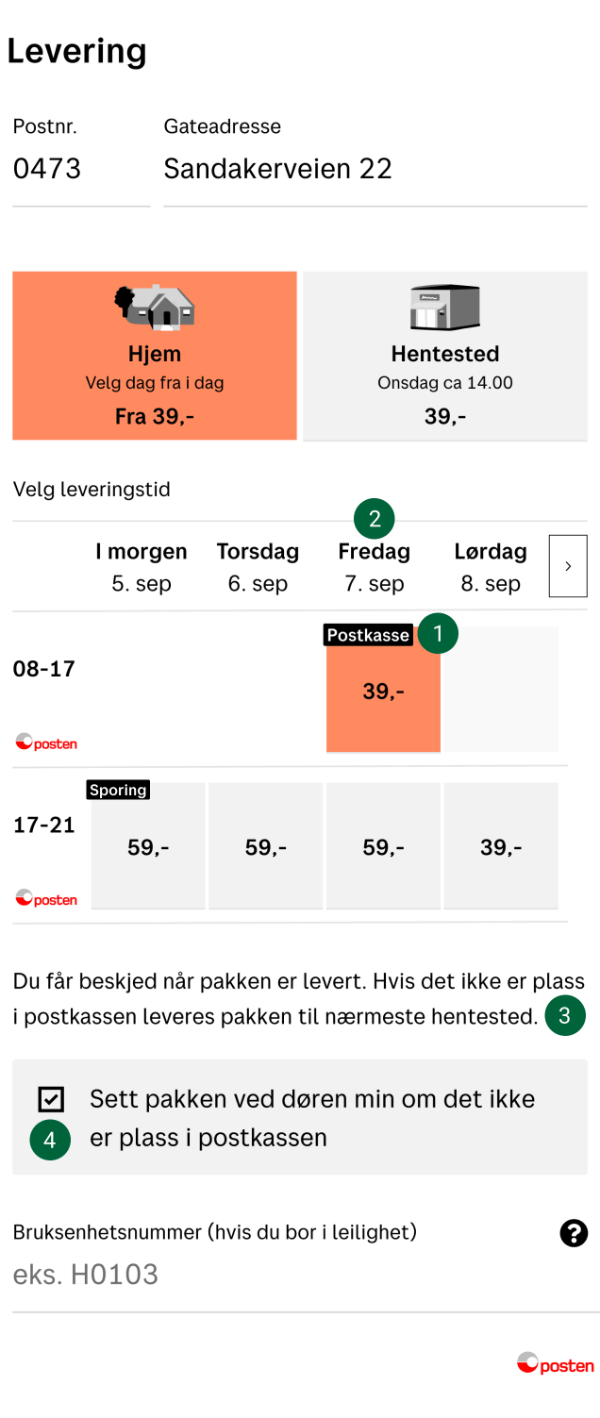 Levering
Postnr. Gateadresse
0473 Sandakerveien 22
Hjem
Velg dag fra i dag
Fra 39,-
Hentested
Onsdag ca 14.00
39,-
Velg leveringstid
2
I morgen Torsdag Fredag Lørdag
5. sep 6. sep 7. sep 8. sep
>
Postkasse 1
08-17 39,-
posten
Sporing
17-21 59,- 59,- 59,- 39,-
posten
Du får beskjed når pakken er levert. Hvis det ikke er plass
i postkassen leveres pakken til nærmeste hentested. 3
Sett pakken ved døren min om det ikke
4 er plass i postkassen
Bruksenhetsnummer (hvis du bor i leilighet) ?
eks. H0103
posten